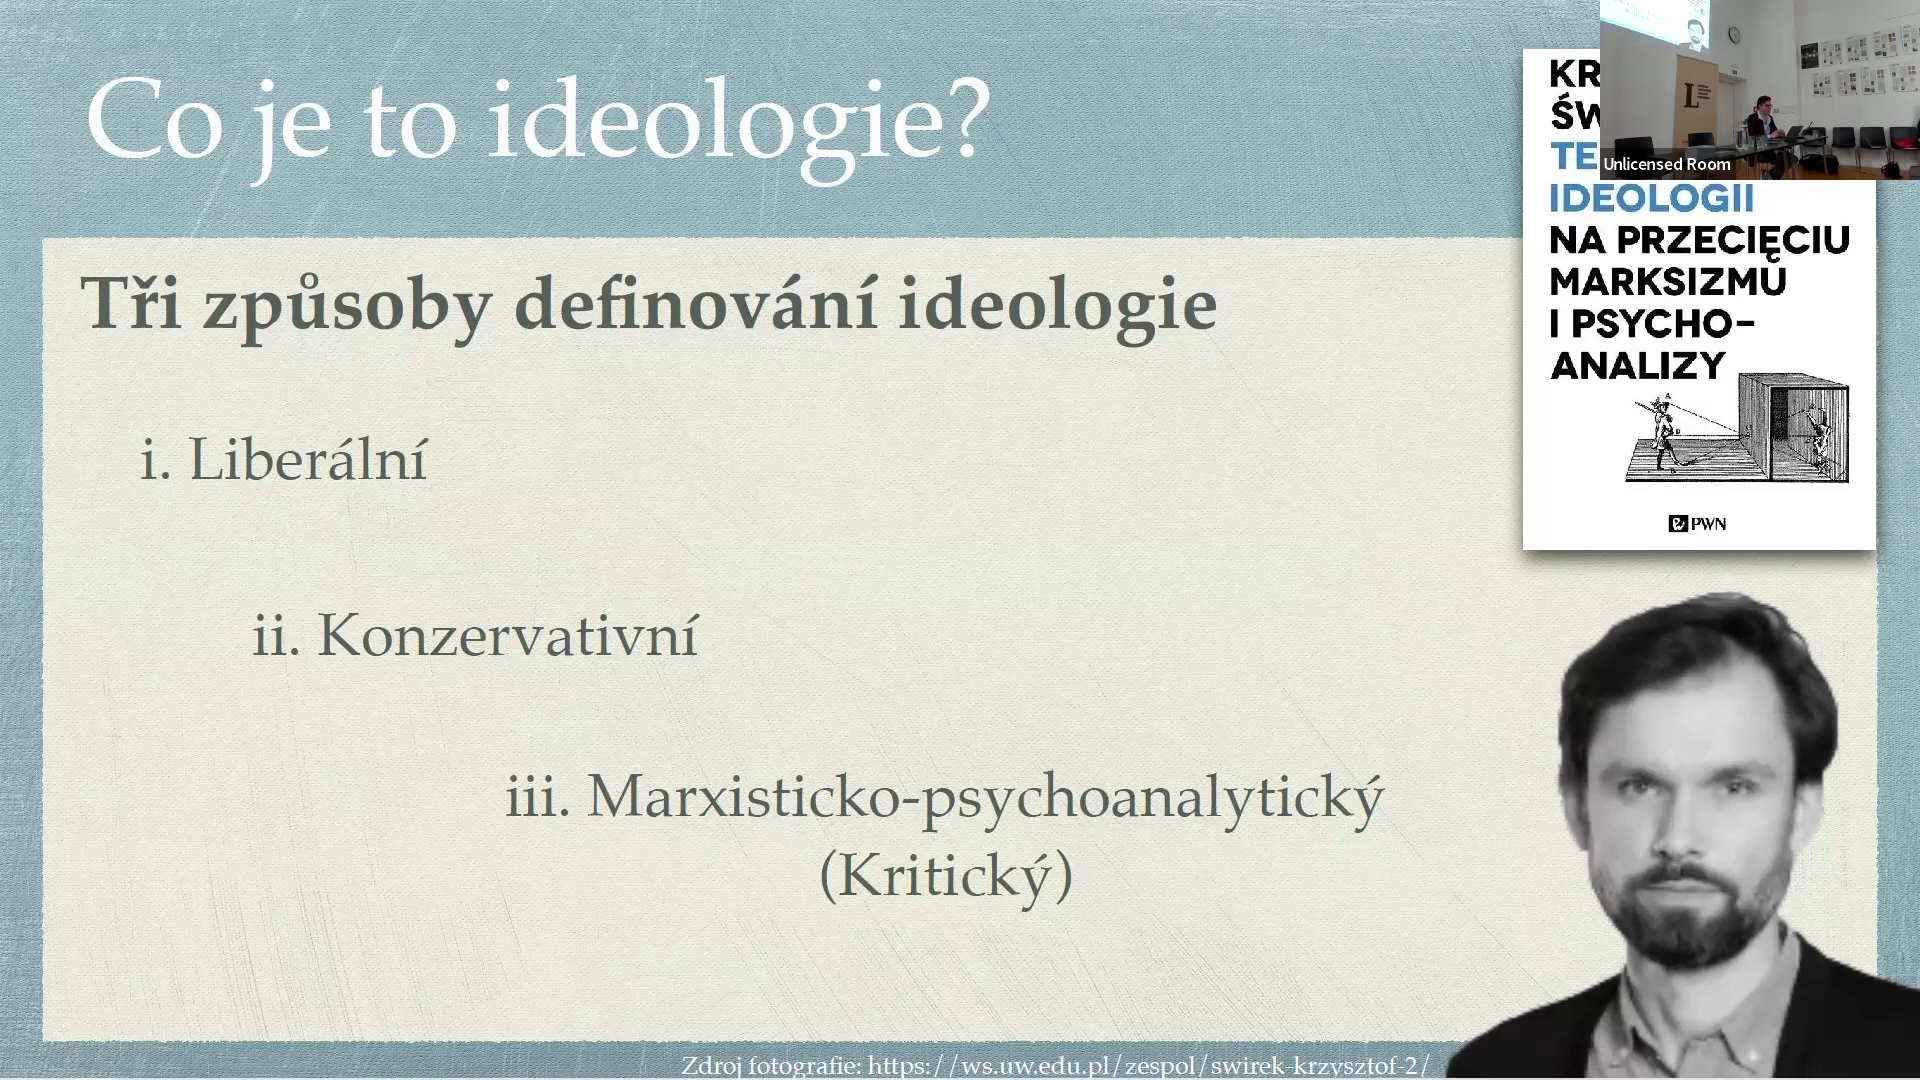 Co je to ideologie?
Tři způsoby definování ideologie
i. Liberální
ii. Konzervativní
iii. Marxisticko-psychoanalytický
(Kritický)
KR
ŚW
TE
IDEOLOGII
NA PRZECIĘCIU
MARKSIZMU
I PSYCHO-
ANALIZY
PWN
Unlicensed Room
L
Zdroj fotografie: https://ws.uw.edu.pl/zespol/swirek-krzysztof-2/